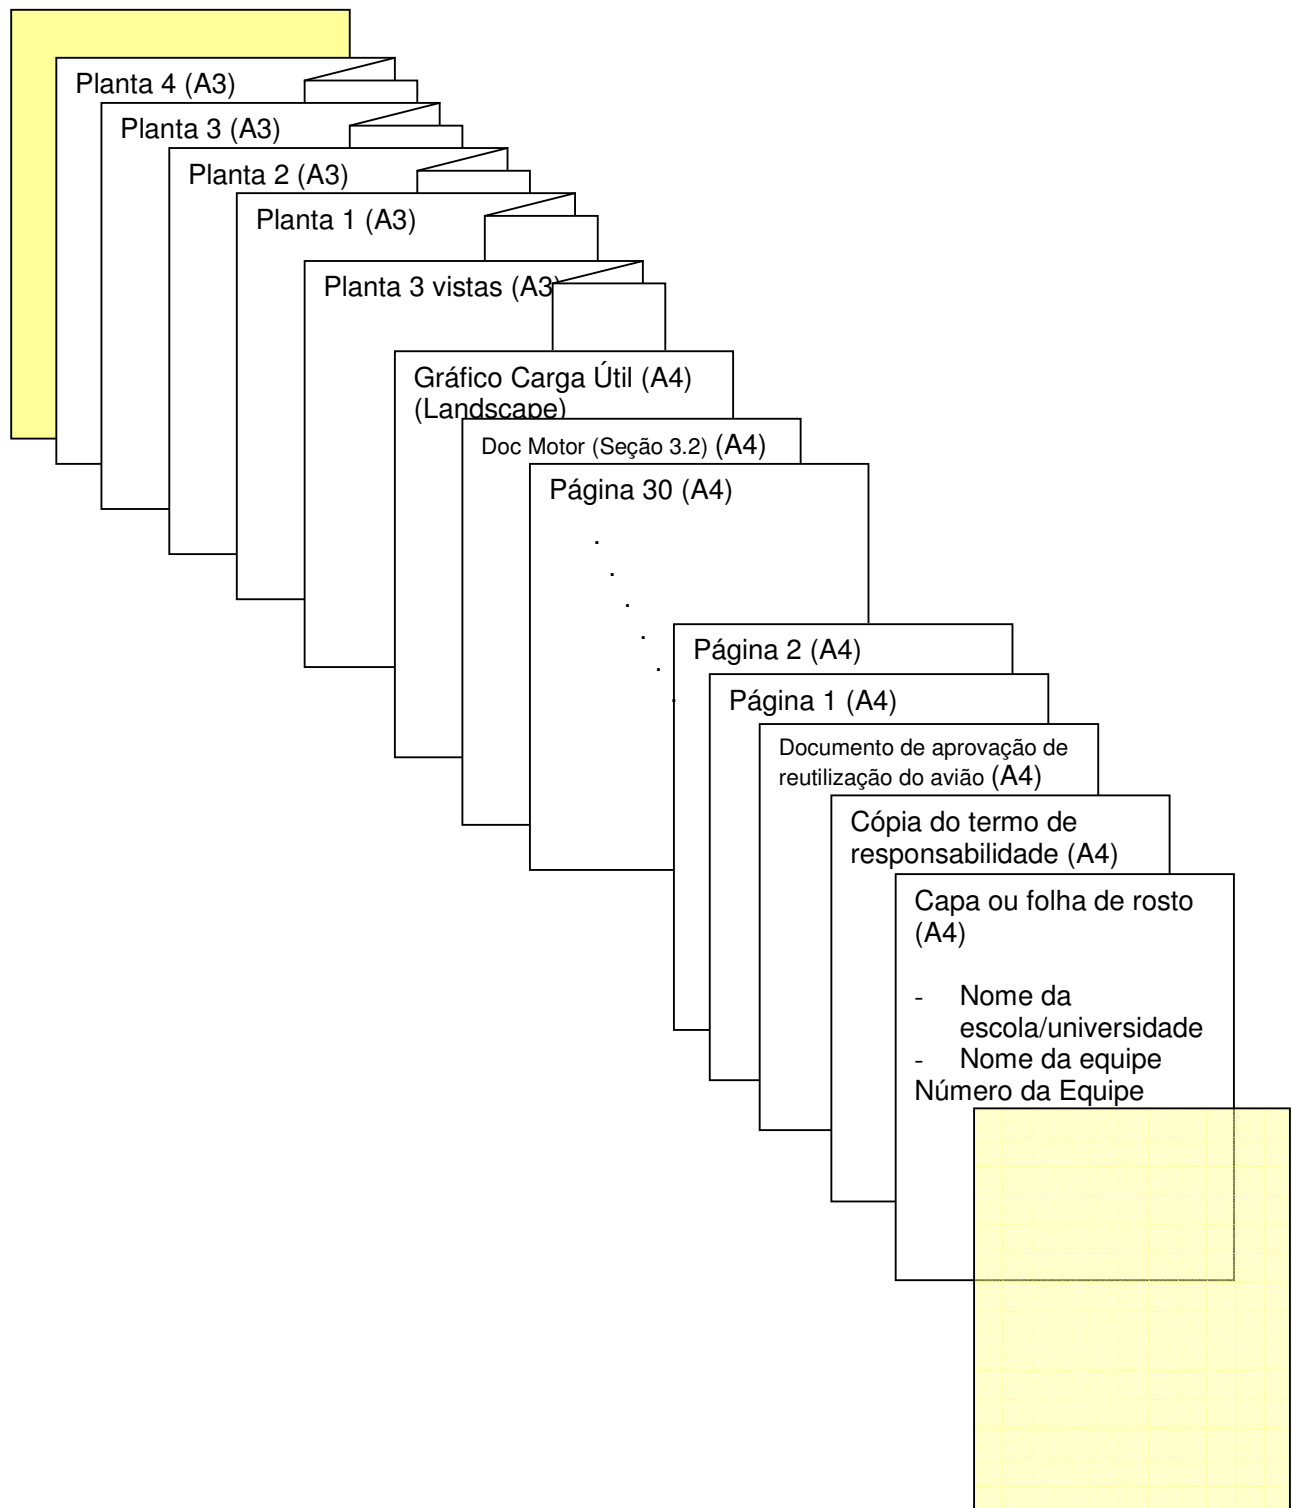 Planta 4 (A3)
Planta 3 (A3)
Planta 2 (A3)
Planta 1 (A3)
Planta 3 vistas (A3)
Gráfico Carga Útil (A4)
(Landscape)
Doc Motor (Seção 3.2) (A4)
Página 30 (A4)
Página 2 (A4)
Página 1 (A4)
Documento de aprovação de
reutilização do avião (A4)
Cópia do termo de
responsabilidade (A4)
Capa ou folha de rosto
(A4)
- Nome da
escola/universidade
- Nome da equipe
Número da Equipe